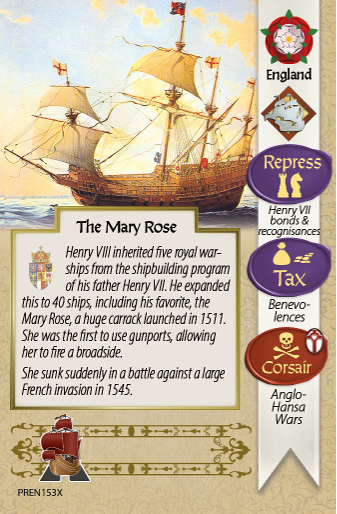 England
Repress
Henry VII
bonds &
recognisances
Tax
Benevo-
lences
Corsair
Anglo-
Hansa
Wars
The Mary Rose
Henry VIII inherited five royal war-
ships from the shipbuilding program
of his father Henry VII. He expanded
this to 40 ships, including his favorite, the
Mary Rose, a huge carrack launched in 1511.
She was the first to use gunports, allowing
her to fire a broadside.
She sunk suddenly in a battle against a large
French invasion in 1545.
PREN153X